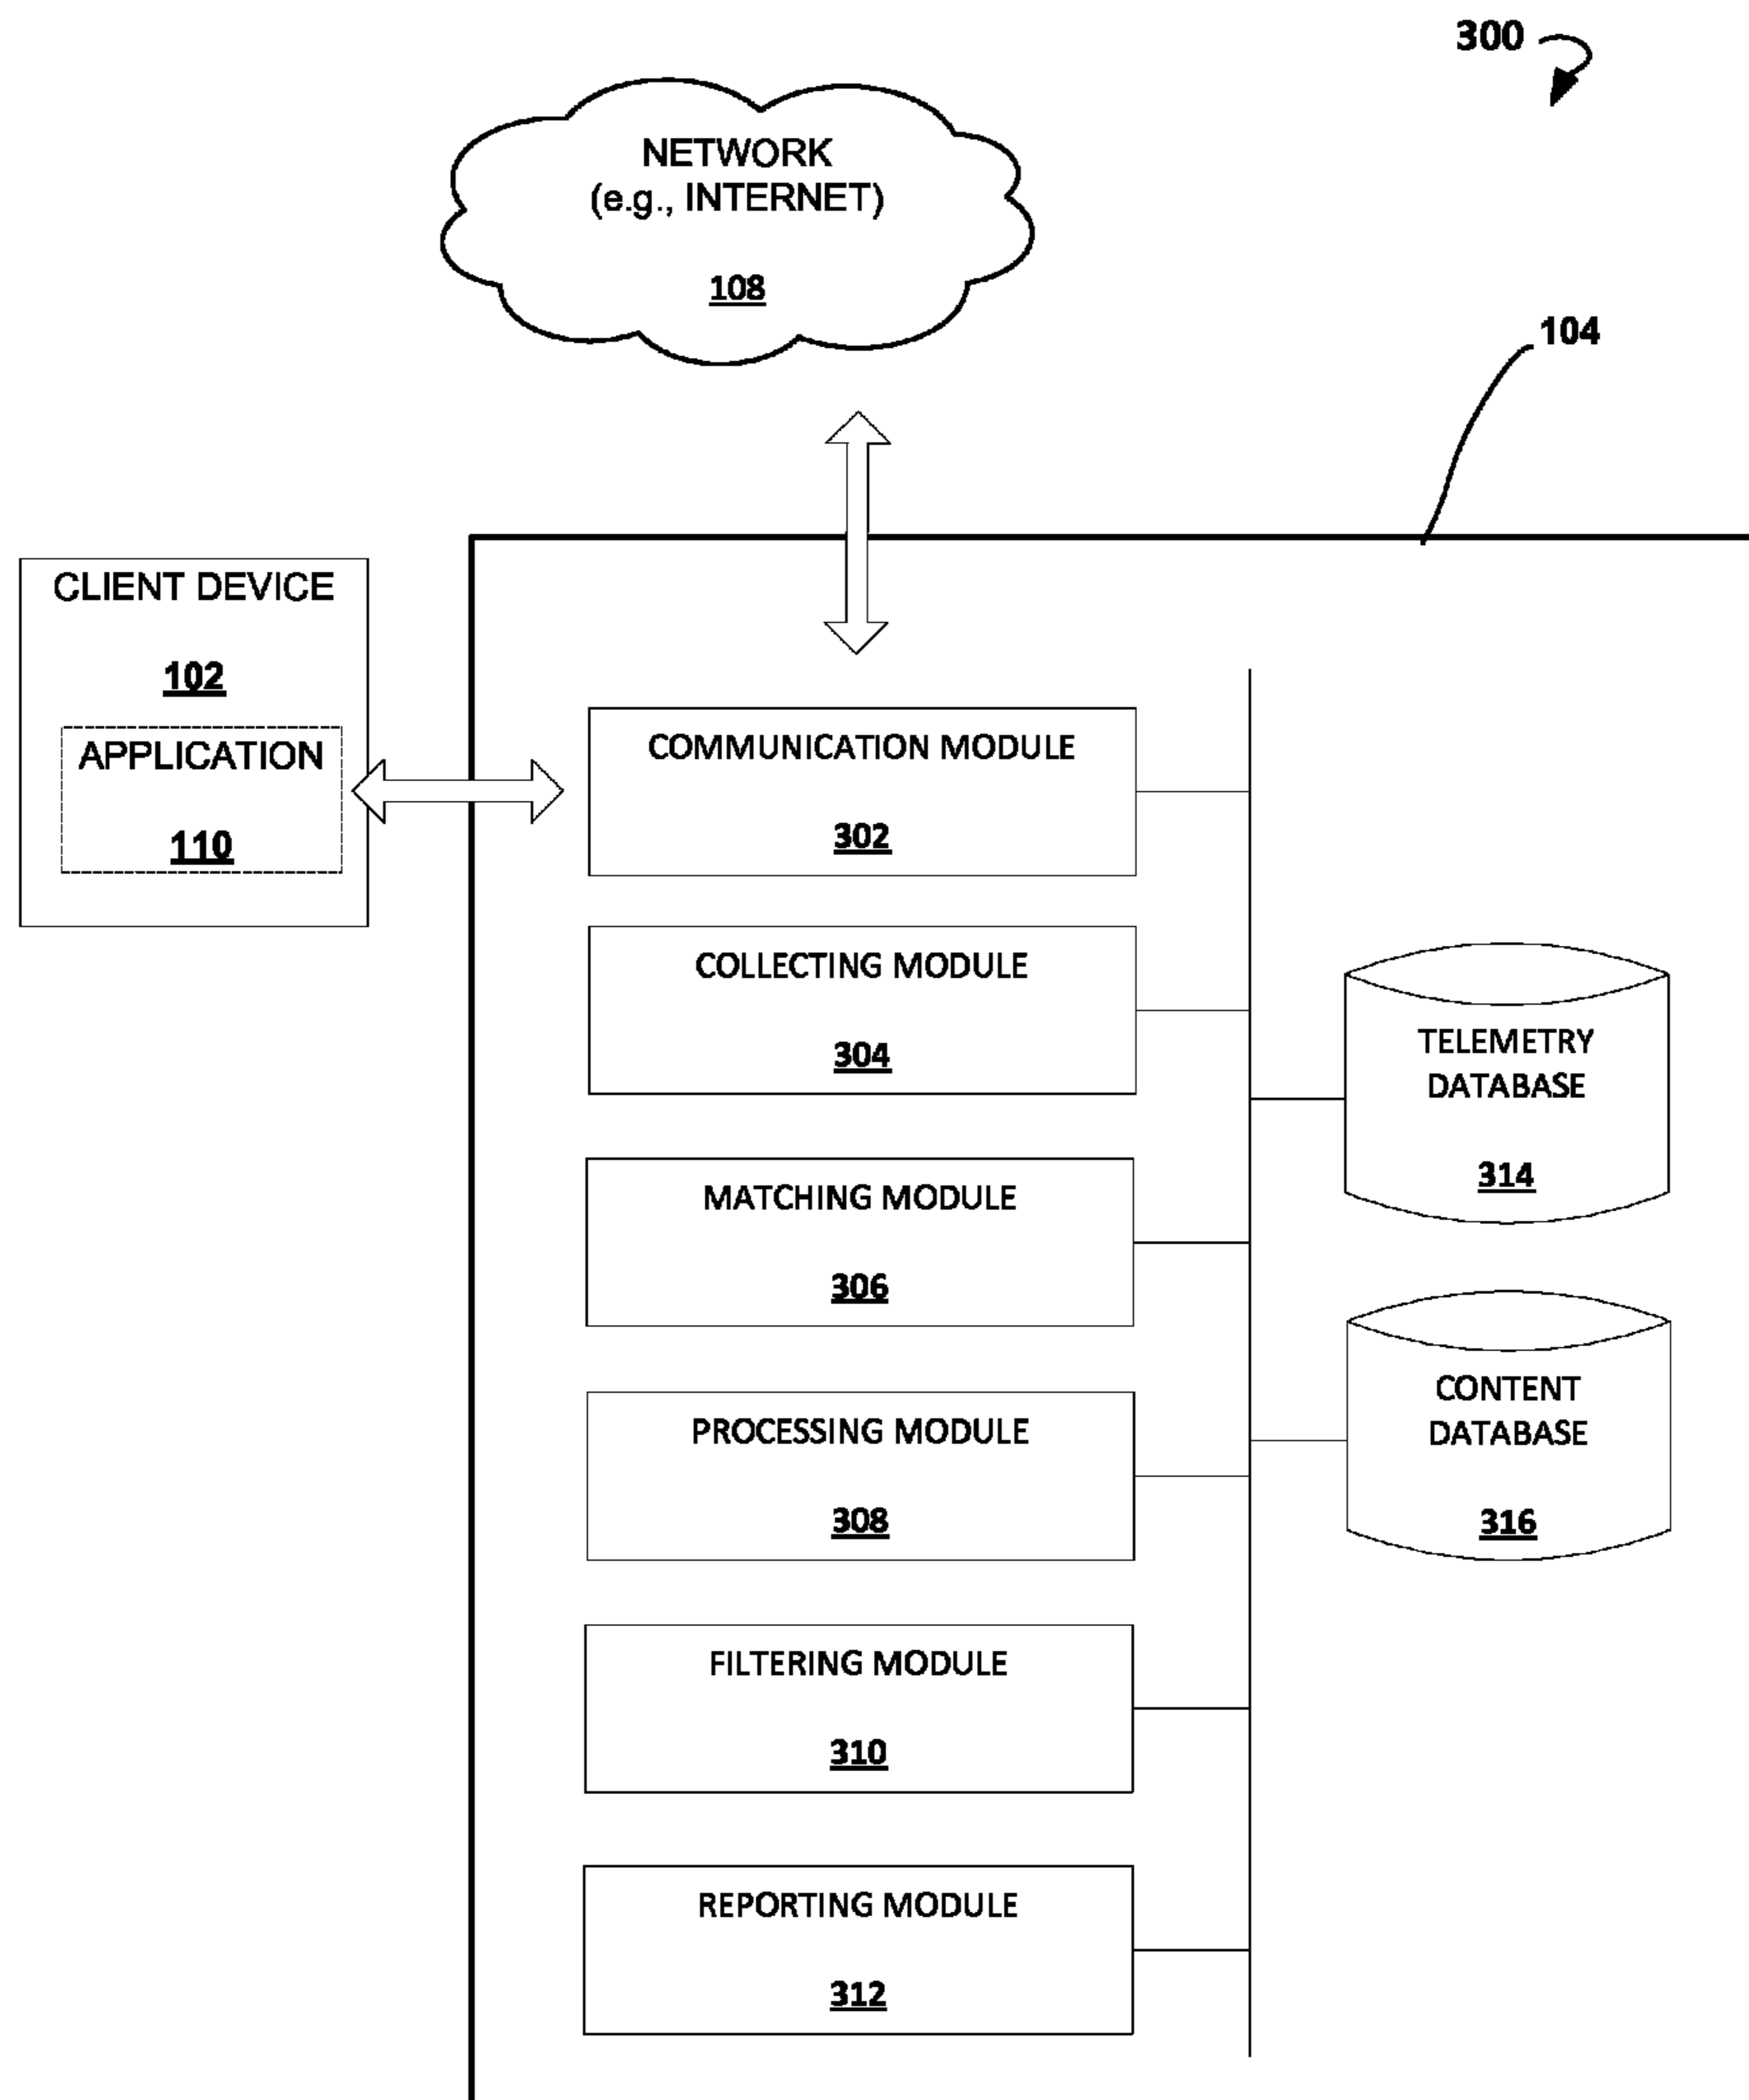 300
NETWORK
(e.g., INTERNET)
108
104
CLIENT DEVICE
102
APPLICATION
110
COMMUNICATION MODULE
302
COLLECTING MODULE
304
TELEMETRY
DATABASE
314
MATCHING MODULE
306
CONTENT
DATABASE
316
PROCESSING MODULE
308
FILTERING MODULE
310
REPORTING MODULE
312